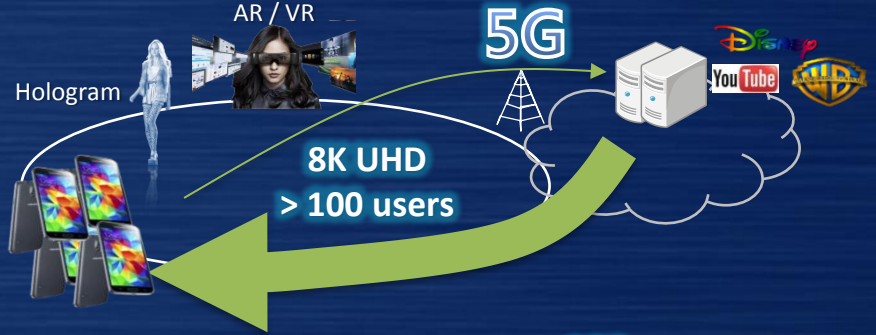 AR / VR
5G
Disney
YouTube
WB
Hologram
8K UHD
> 100 users